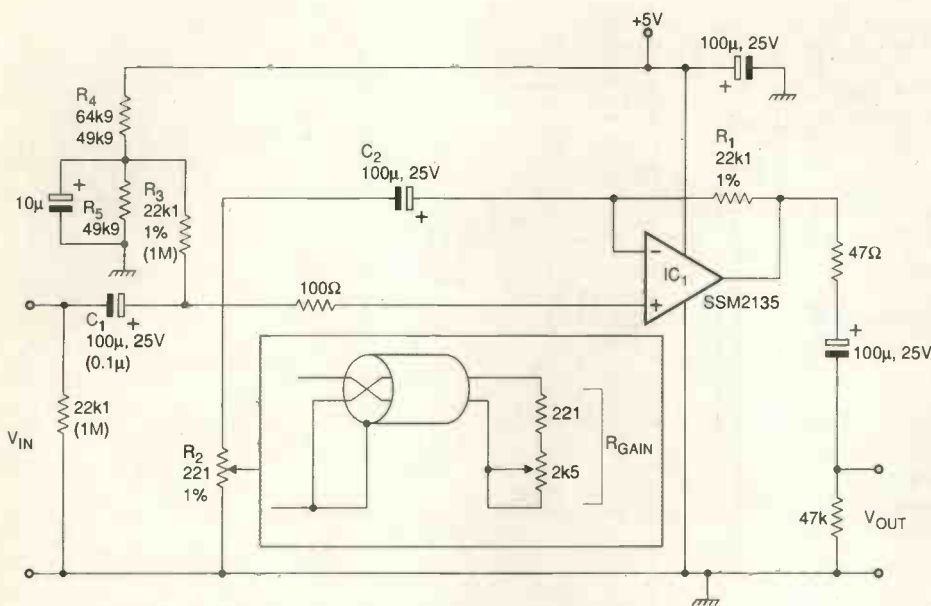 +5V
100μ, 25V
+
R4
64k9
49k9
C2
100μ, 25V
+
R1
22k1
1%
+
10μ
R5
49k9
R3
22k1
1%
(1M)
47Ω
−
IC1
+
SSM2135
100Ω
C1
+
100μ, 25V
(0.1μ)
+
100μ, 25V
22k1
(1M)
VIN
R2
221
1%
221
RGAIN
2k5
47k
VOUT